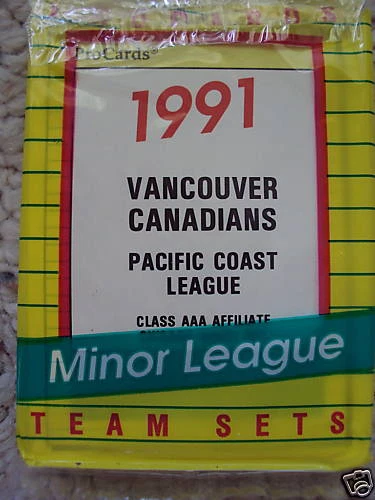 ProCards®
1991
VANCOUVER
CANADIANS
PACIFIC COAST
LEAGUE
CLASS AAA AFFILIATE
Minor League
TEAM SETS